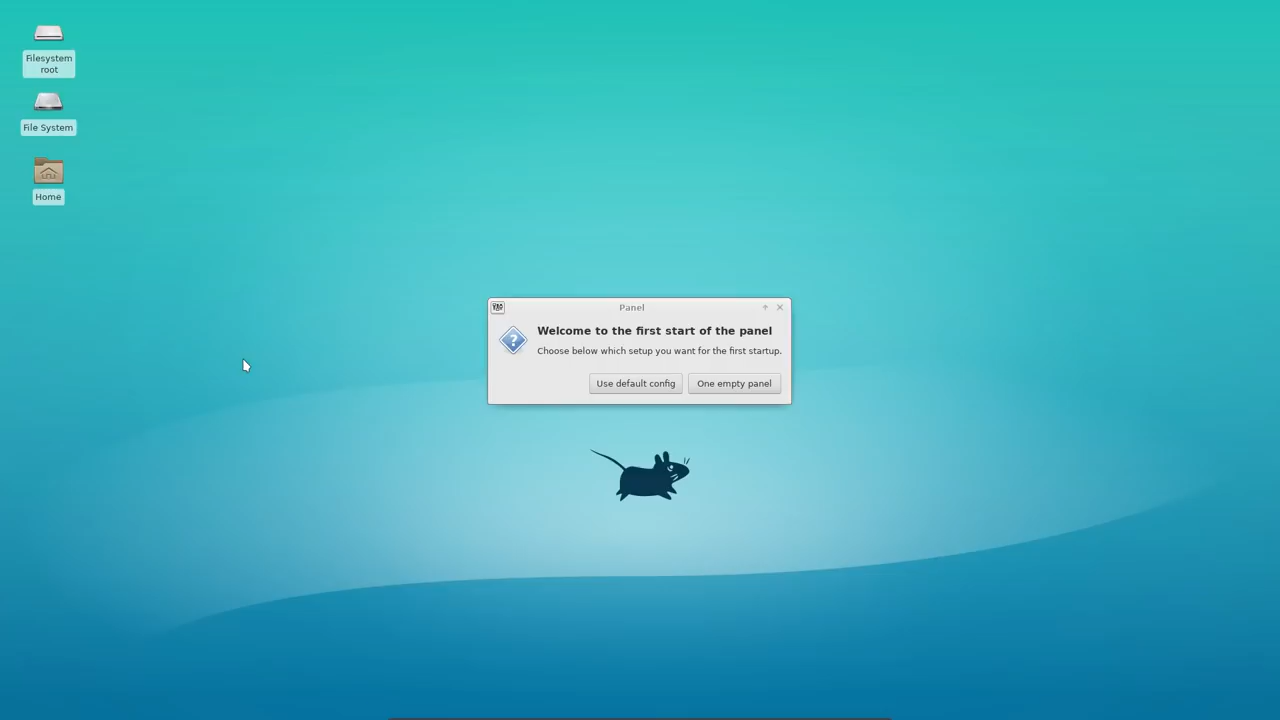 Filesystem
root
File System
Home
Panel
Welcome to the first start of the panel
Choose below which setup you want for the first startup.
Use default config
One empty panel